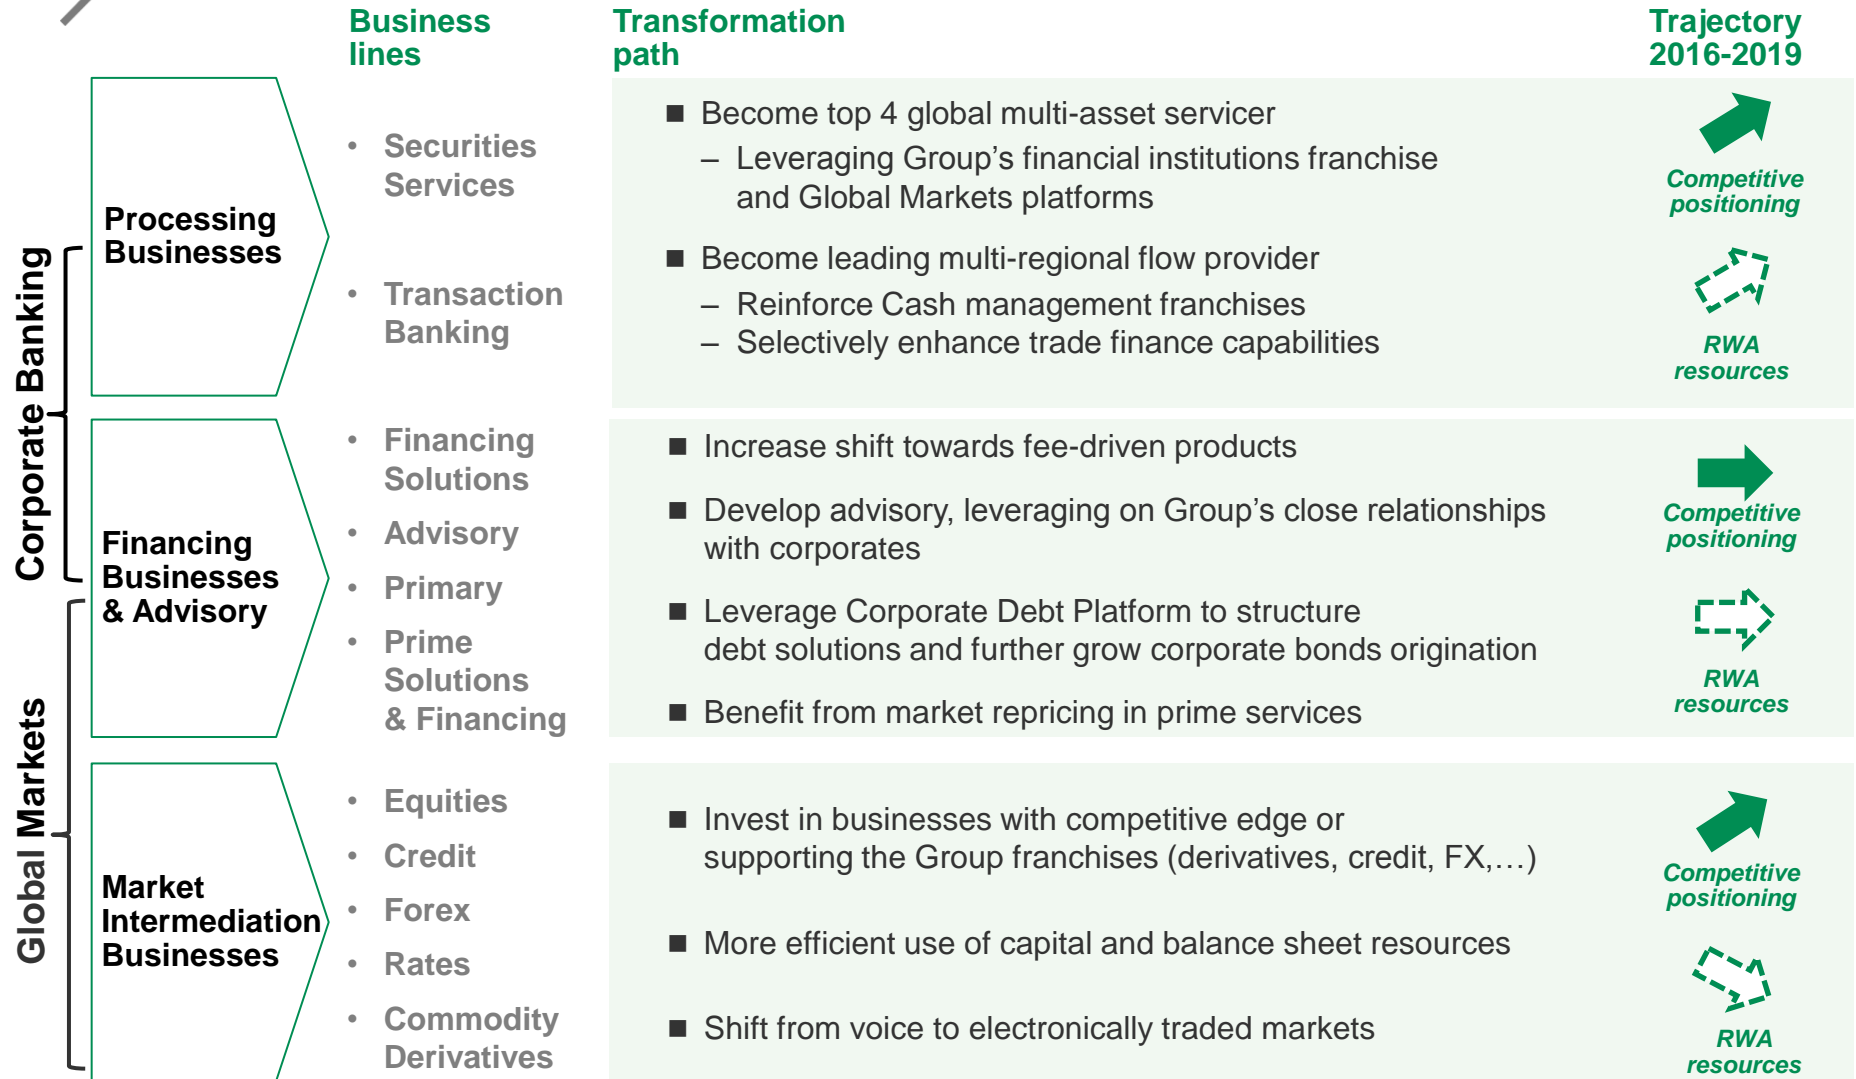 Business
lines
Transformation
path
Trajectory
2016-2019
Corporate Banking
Global Markets
Processing
Businesses
• Securities
Services
• Transaction
Banking
■ Become top 4 global multi-asset servicer
– Leveraging Group’s financial institutions franchise
and Global Markets platforms
■ Become leading multi-regional flow provider
– Reinforce Cash management franchises
– Selectively enhance trade finance capabilities
Competitive
positioning
RWA
resources
Financing
Businesses
& Advisory
• Financing
Solutions
• Advisory
• Primary
• Prime
Solutions
& Financing
■ Increase shift towards fee-driven products
■ Develop advisory, leveraging on Group’s close relationships
with corporates
■ Leverage Corporate Debt Platform to structure
debt solutions and further grow corporate bonds origination
■ Benefit from market repricing in prime services
Competitive
positioning
RWA
resources
Market
Intermediation
Businesses
• Equities
• Credit
• Forex
• Rates
• Commodity
Derivatives
■ Invest in businesses with competitive edge or
supporting the Group franchises (derivatives, credit, FX,…)
■ More efficient use of capital and balance sheet resources
■ Shift from voice to electronically traded markets
Competitive
positioning
RWA
resources